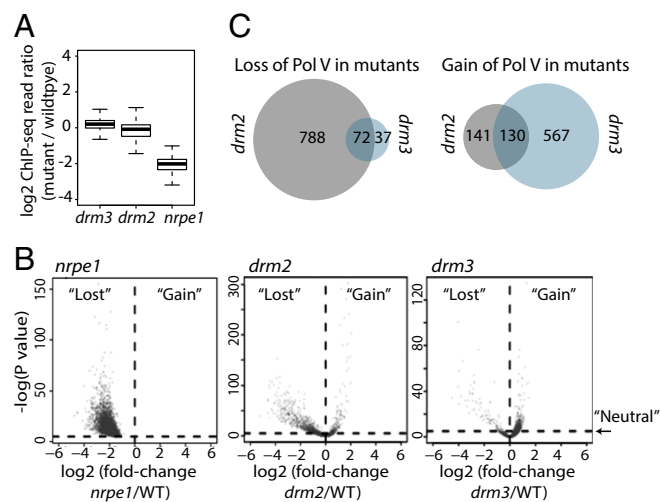 A
log2 ChIP-seq read ratio
(mutant / wildtpye)
4
2
0
-2
-4
drm3 drm2 nrpe1
C
Loss of Pol V in mutants
drm2
788
72
37
drm3
Gain of Pol V in mutants
drm2
141
130
567
drm3
B
-log(P value)
nrpe1
"Lost"
"Gain"
150
100
50
0
−6 −4 −2 0 2 4 6
log2 (fold-change
nrpe1/WT)
drm2
"Lost"
"Gain"
300
200
100
50
0
−6 −4 −2 0 2 4 6
log2 (fold-change
drm2/WT)
drm3
"Lost"
"Gain"
120
80
40
20
0
−6 −4 −2 0 2 4 6
log2 (fold-change
drm3/WT)
"Neutral"